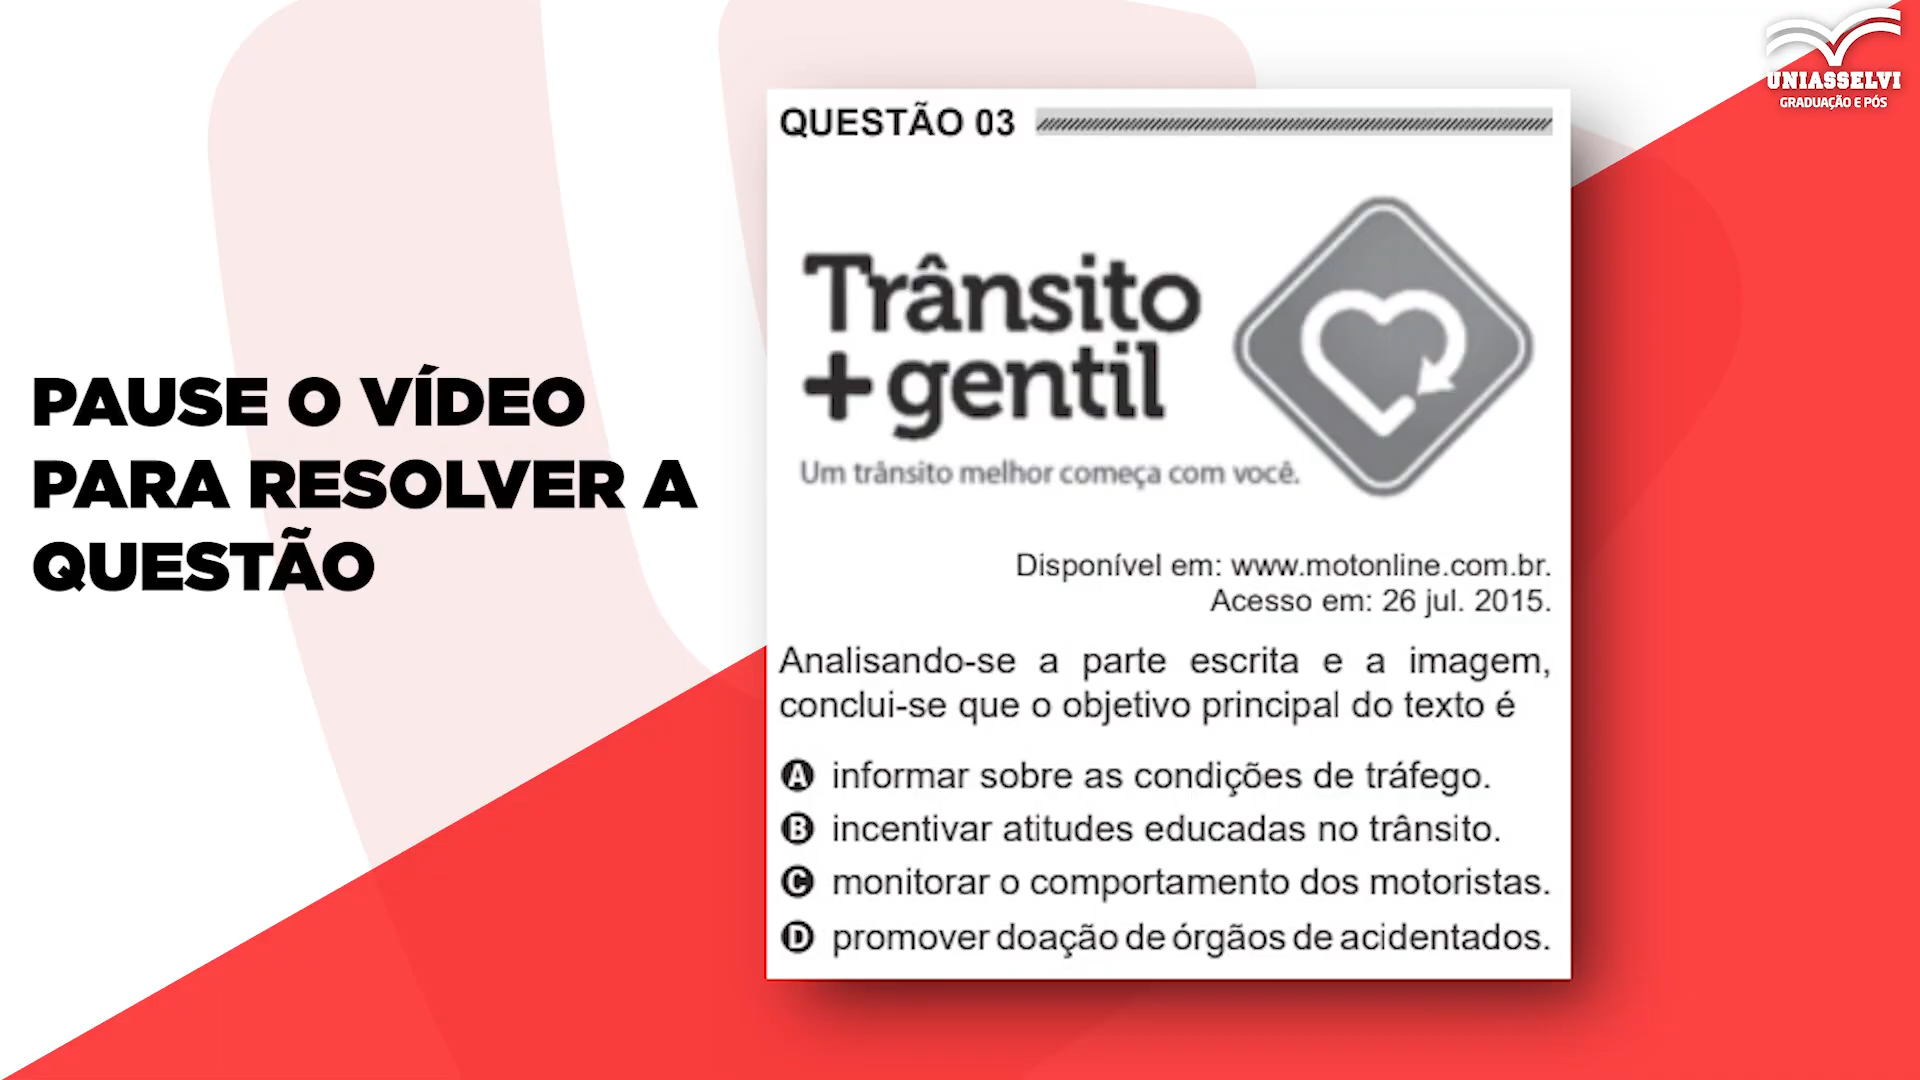 UNIASSELVI
GRADUAÇÃO E PÓS
PAUSE O VÍDEO
PARA RESOLVER A
QUESTÃO
QUESTÃO 03
Trânsito
+gentil
Um trânsito melhor começa com você.
Disponível em: www.motonline.com.br.
Acesso em: 26 jul. 2015.
Analisando-se a parte escrita e a imagem,
conclui-se que o objetivo principal do texto é
A informar sobre as condições de tráfego.
B incentivar atitudes educadas no trânsito.
C monitorar o comportamento dos motoristas.
D promover doação de órgãos de acidentados.